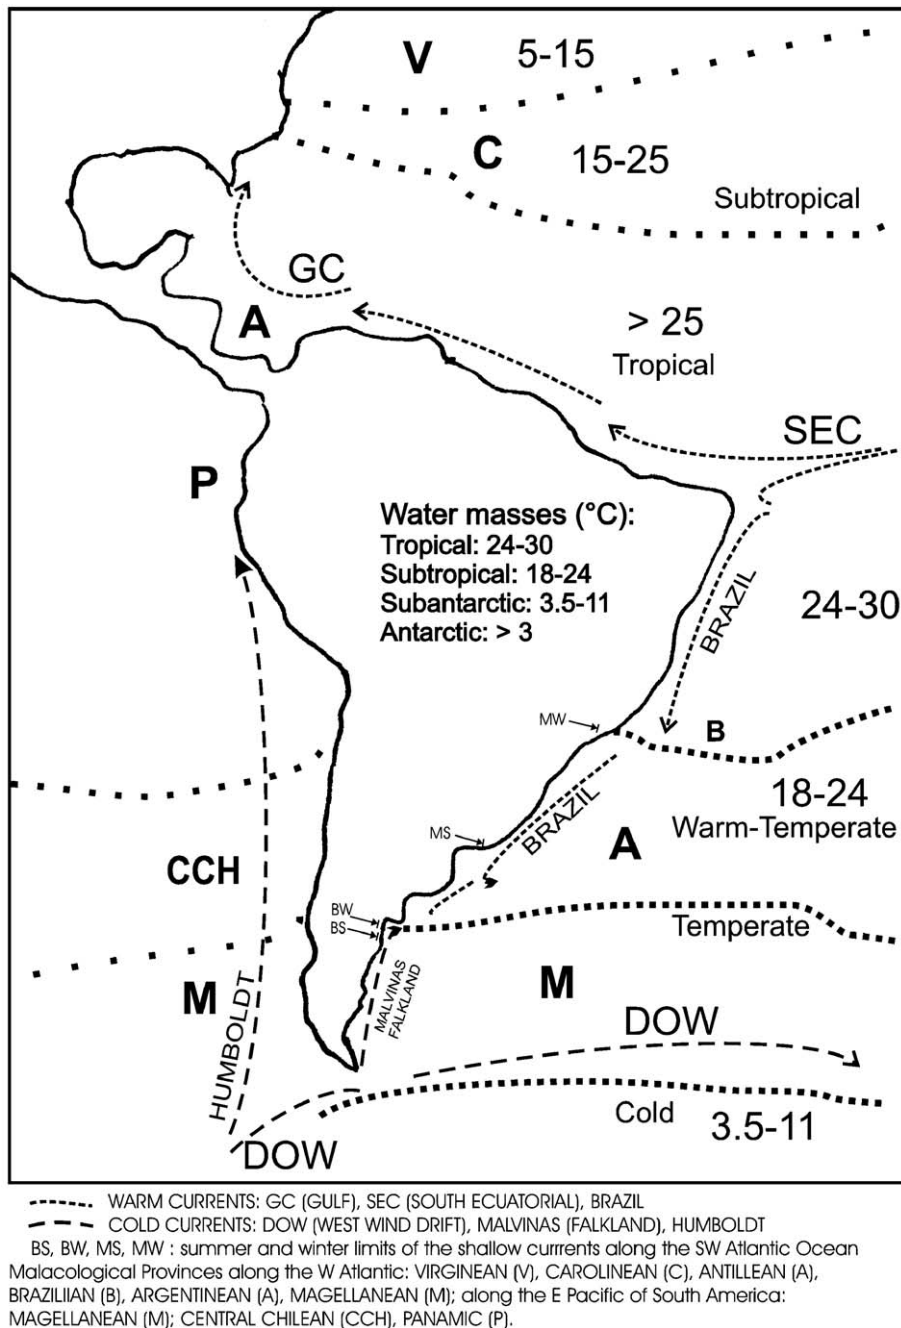 V
5-15
C
15-25
Subtropical
GC
A
> 25
Tropical
SEC
P
Water masses (°C):
Tropical: 24-30
Subtropical: 18-24
Subantarctic: 3.5-11
Antarctic: > 3
BRAZIL
24-30
MW
B
18-24
Warm-Temperate
BRAZIL
MS
A
CCH
BW
BS
Temperate
M
MALVINAS
FALKLAND
M
HUMBOLDT
DOW
Cold
3.5-11
DOW
WARM CURRENTS: GC (GULF), SEC (SOUTH ECUATORIAL), BRAZIL
COLD CURRENTS: DOW (WEST WIND DRIFT), MALVINAS (FALKLAND), HUMBOLDT
BS, BW, MS, MW : summer and winter limits of the shallow currrents along the SW Atlantic Ocean
Malacological Provinces along the W Atlantic: VIRGINEAN (V), CAROLINEAN (C), ANTILLEAN (A),
BRAZILIIAN (B), ARGENTINEAN (A), MAGELLANEAN (M); along the E Pacific of South America:
MAGELLANEAN (M); CENTRAL CHILEAN (CCH), PANAMIC (P).